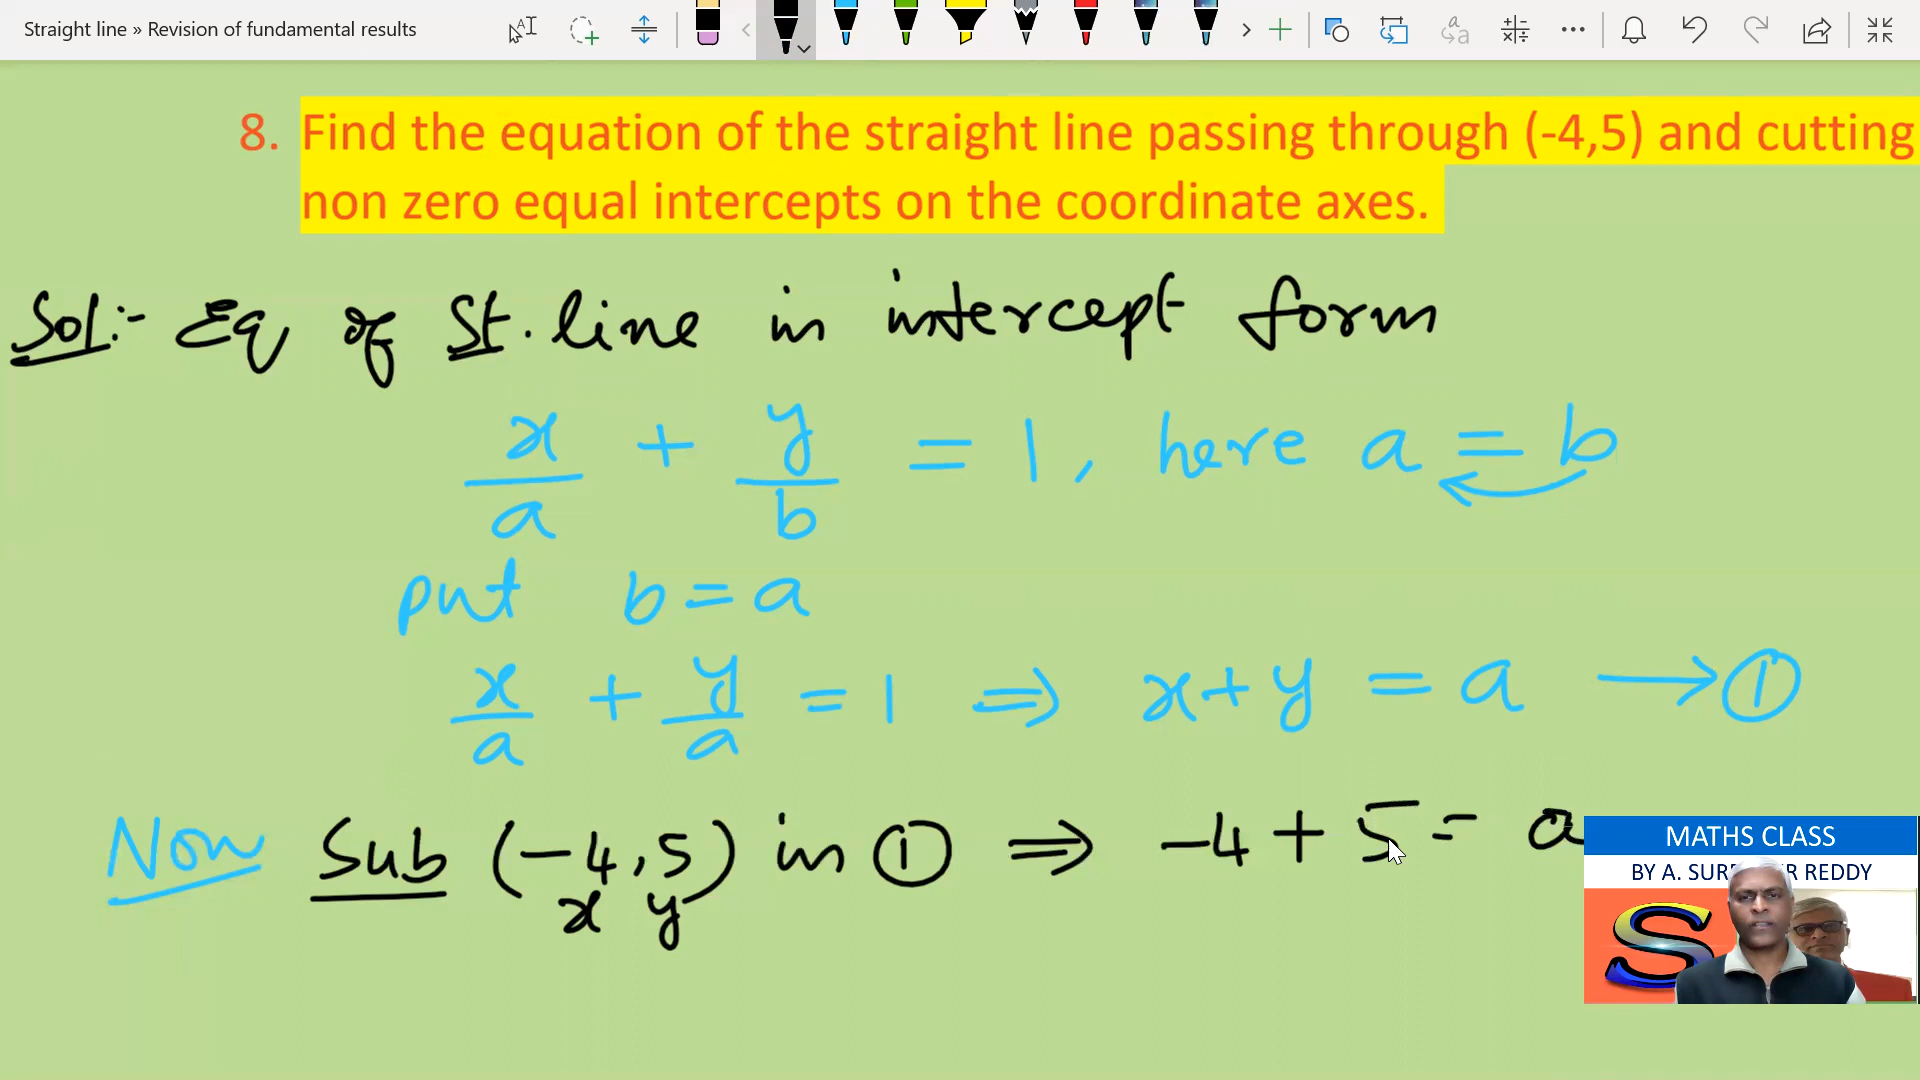 Straight line » Revision of fundamental results
8. Find the equation of the straight line passing through (-4,5) and cutting
non zero equal intercepts on the coordinate axes.
Sol:- Eq of St. line in intercept form
x/a + y/b = 1, here a = b
put b = a
x/a + y/a = 1 ⇒ x+y = a → ①
Now Sub (-4,5) in ① ⇒ -4 + 5 = a
x y
MATHS CLASS
BY A. REDDY
S